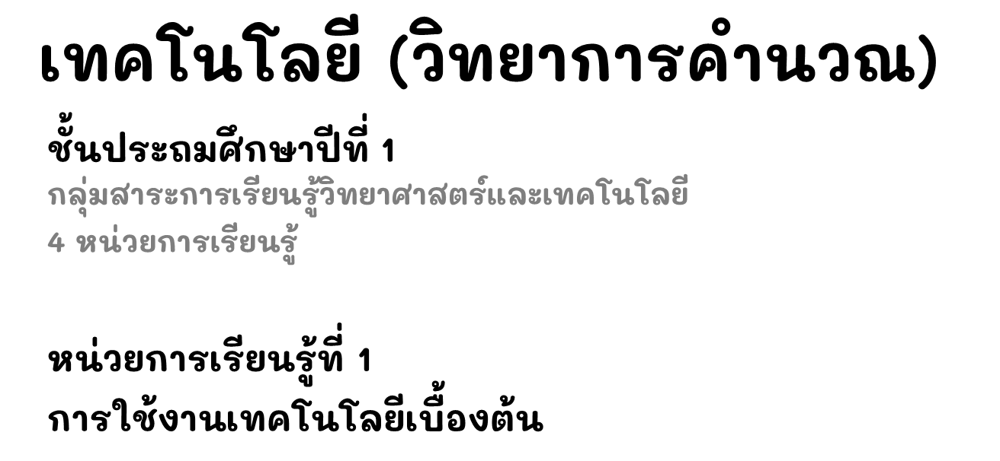 เทคโนโลยี (วิทยาการคำนวณ)
ชั้นประถมศึกษาปีที่ 1
กลุ่มสาระการเรียนรู้วิทยาศาสตร์และเทคโนโลยี
4 หน่วยการเรียนรู้
หน่วยการเรียนรู้ที่ 1
การใช้งานเทคโนโลยีเบื้องต้น